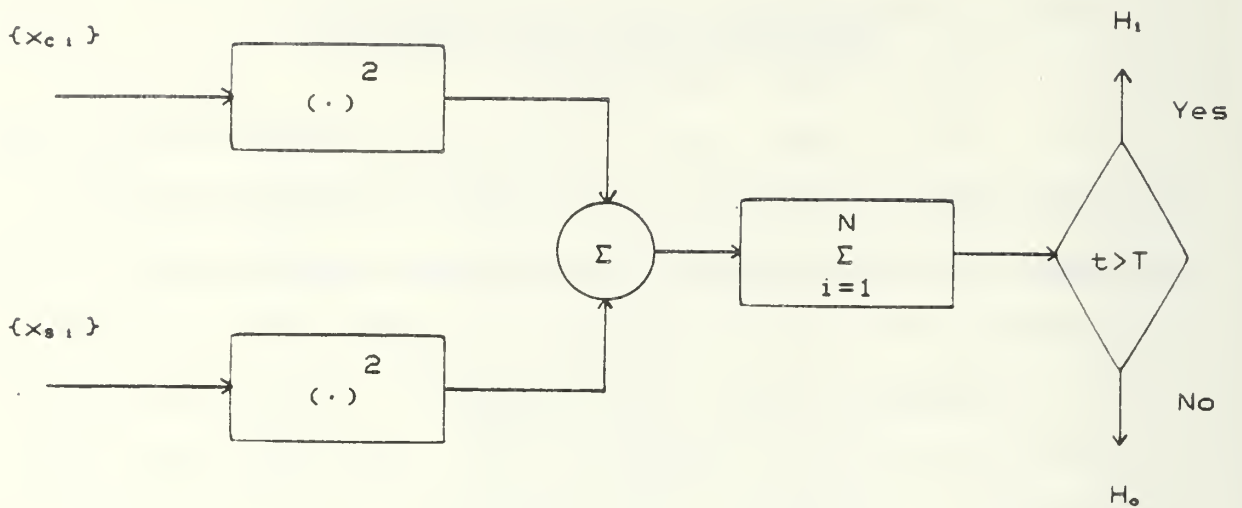 {x_c i}
(·)²
{x_s i}
(·)²
Σ
N
Σ
i=1
t>T
H₁
Yes
No
H₀